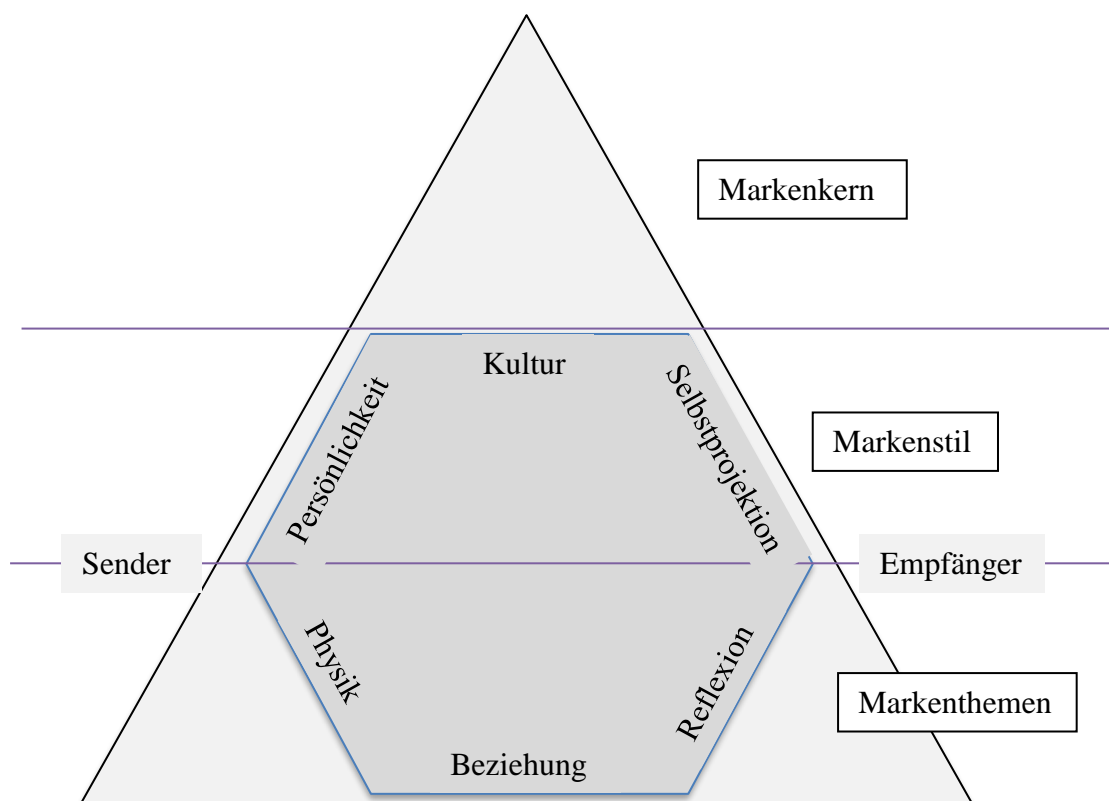 Markenkern
Kultur
Persönlichkeit
Selbstprojektion
Markenstil
Sender
Empfänger
Physik
Reflexion
Markenthemen
Beziehung